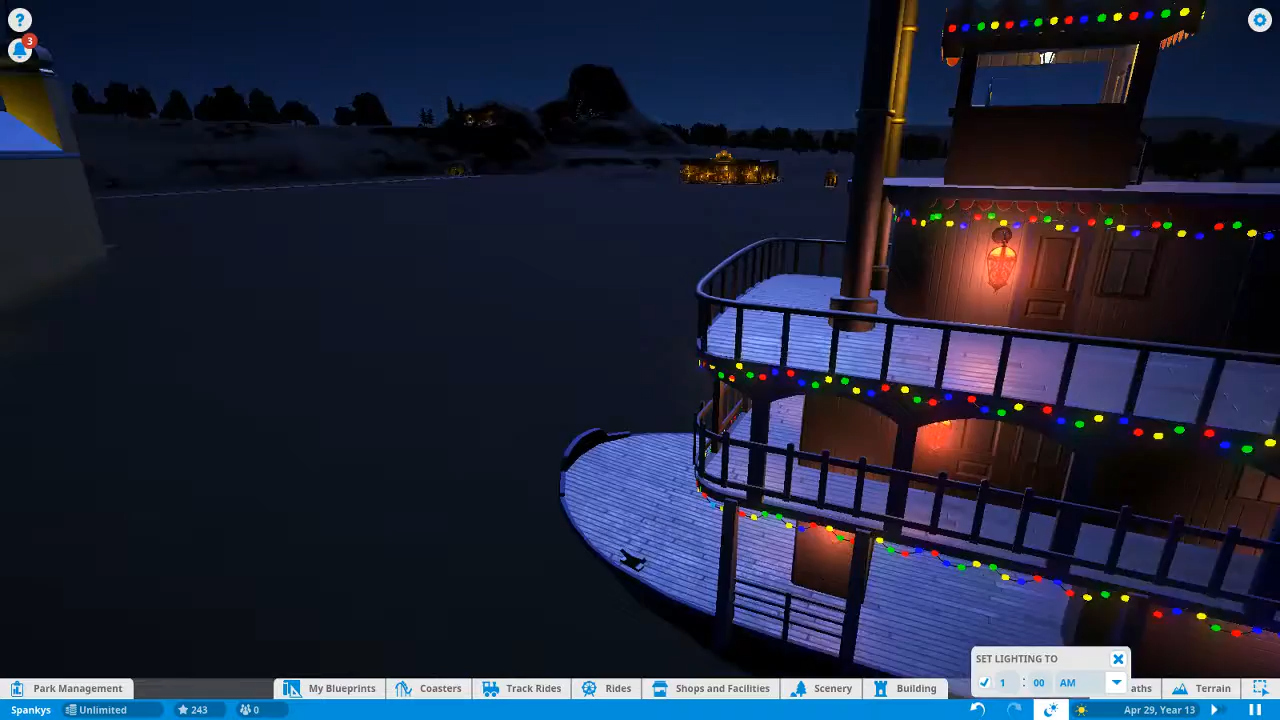 ?
3
SET LIGHTING TO
1 : 00 AM
Park Management
My Blueprints
Coasters
Track Rides
Rides
Shops and Facilities
Scenery
Building
aths
Terrain
Spankys
Unlimited
243
0
Apr 29, Year 13